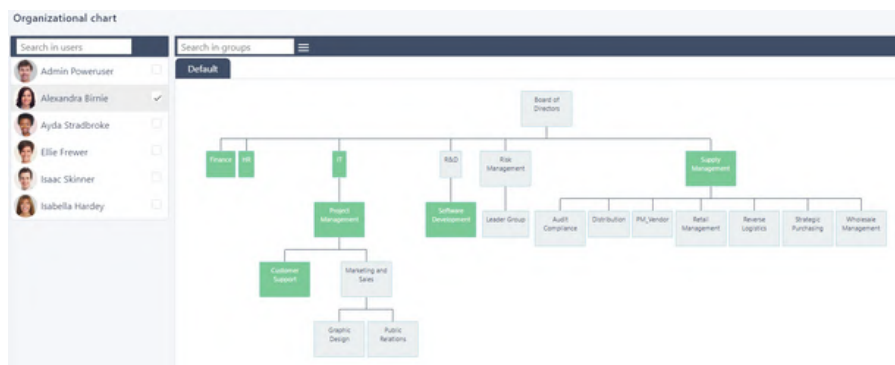 Organizational chart
Search in users
Search in groups
Default
Admin Poweruser
Alexandra Birnie
Ayda Stradbroke
Ellie Frewer
Isaac Skinner
Isabella Hardey
Board of
Directors
Finance
HR
IT
R&D
Risk
Management
Supply
Management
Project
Management
Software
Development
Leader Group
Audit
Compliance
Distribution
PM_Vendor
Retail
Management
Reverse
Logistics
Strategic
Purchasing
Wholesale
Management
Customer
Support
Marketing and
Sales
Graphic
Design
Public
Relations